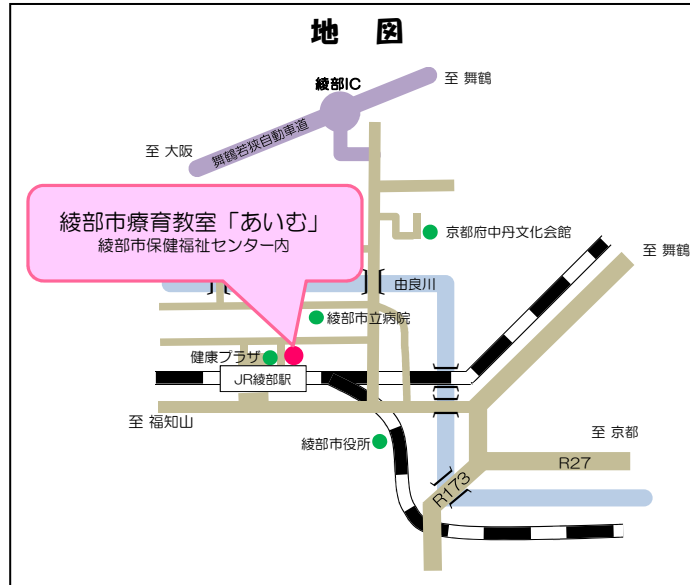 地 図
綾部IC
至 舞鶴
舞鶴若狭自動車道
至 大阪
綾部市療育教室「あいむ」
綾部市保健福祉センター内
京都府中丹文化会館
至 舞鶴
由良川
綾部市立病院
健康プラザ
JR綾部駅
至 福知山
綾部市役所
至 京都
R27
R173